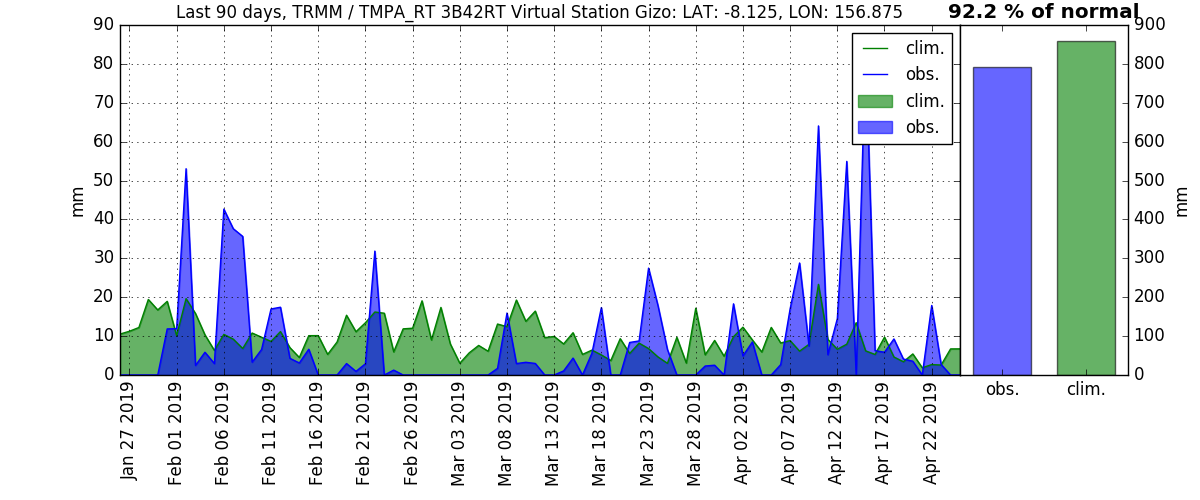 Last 90 days, TRMM / TMPA_RT 3B42RT Virtual Station Gizo: LAT: -8.125, LON: 156.875
92.2 % of normal
90
80
70
60
50
40
30
20
10
0
mm
clim.
obs.
clim.
obs.
900
800
700
600
500
400
300
200
100
0
mm
Jan 27 2019
Feb 01 2019
Feb 06 2019
Feb 11 2019
Feb 16 2019
Feb 21 2019
Feb 26 2019
Mar 03 2019
Mar 08 2019
Mar 13 2019
Mar 18 2019
Mar 23 2019
Mar 28 2019
Apr 02 2019
Apr 07 2019
Apr 12 2019
Apr 17 2019
Apr 22 2019
obs.
clim.